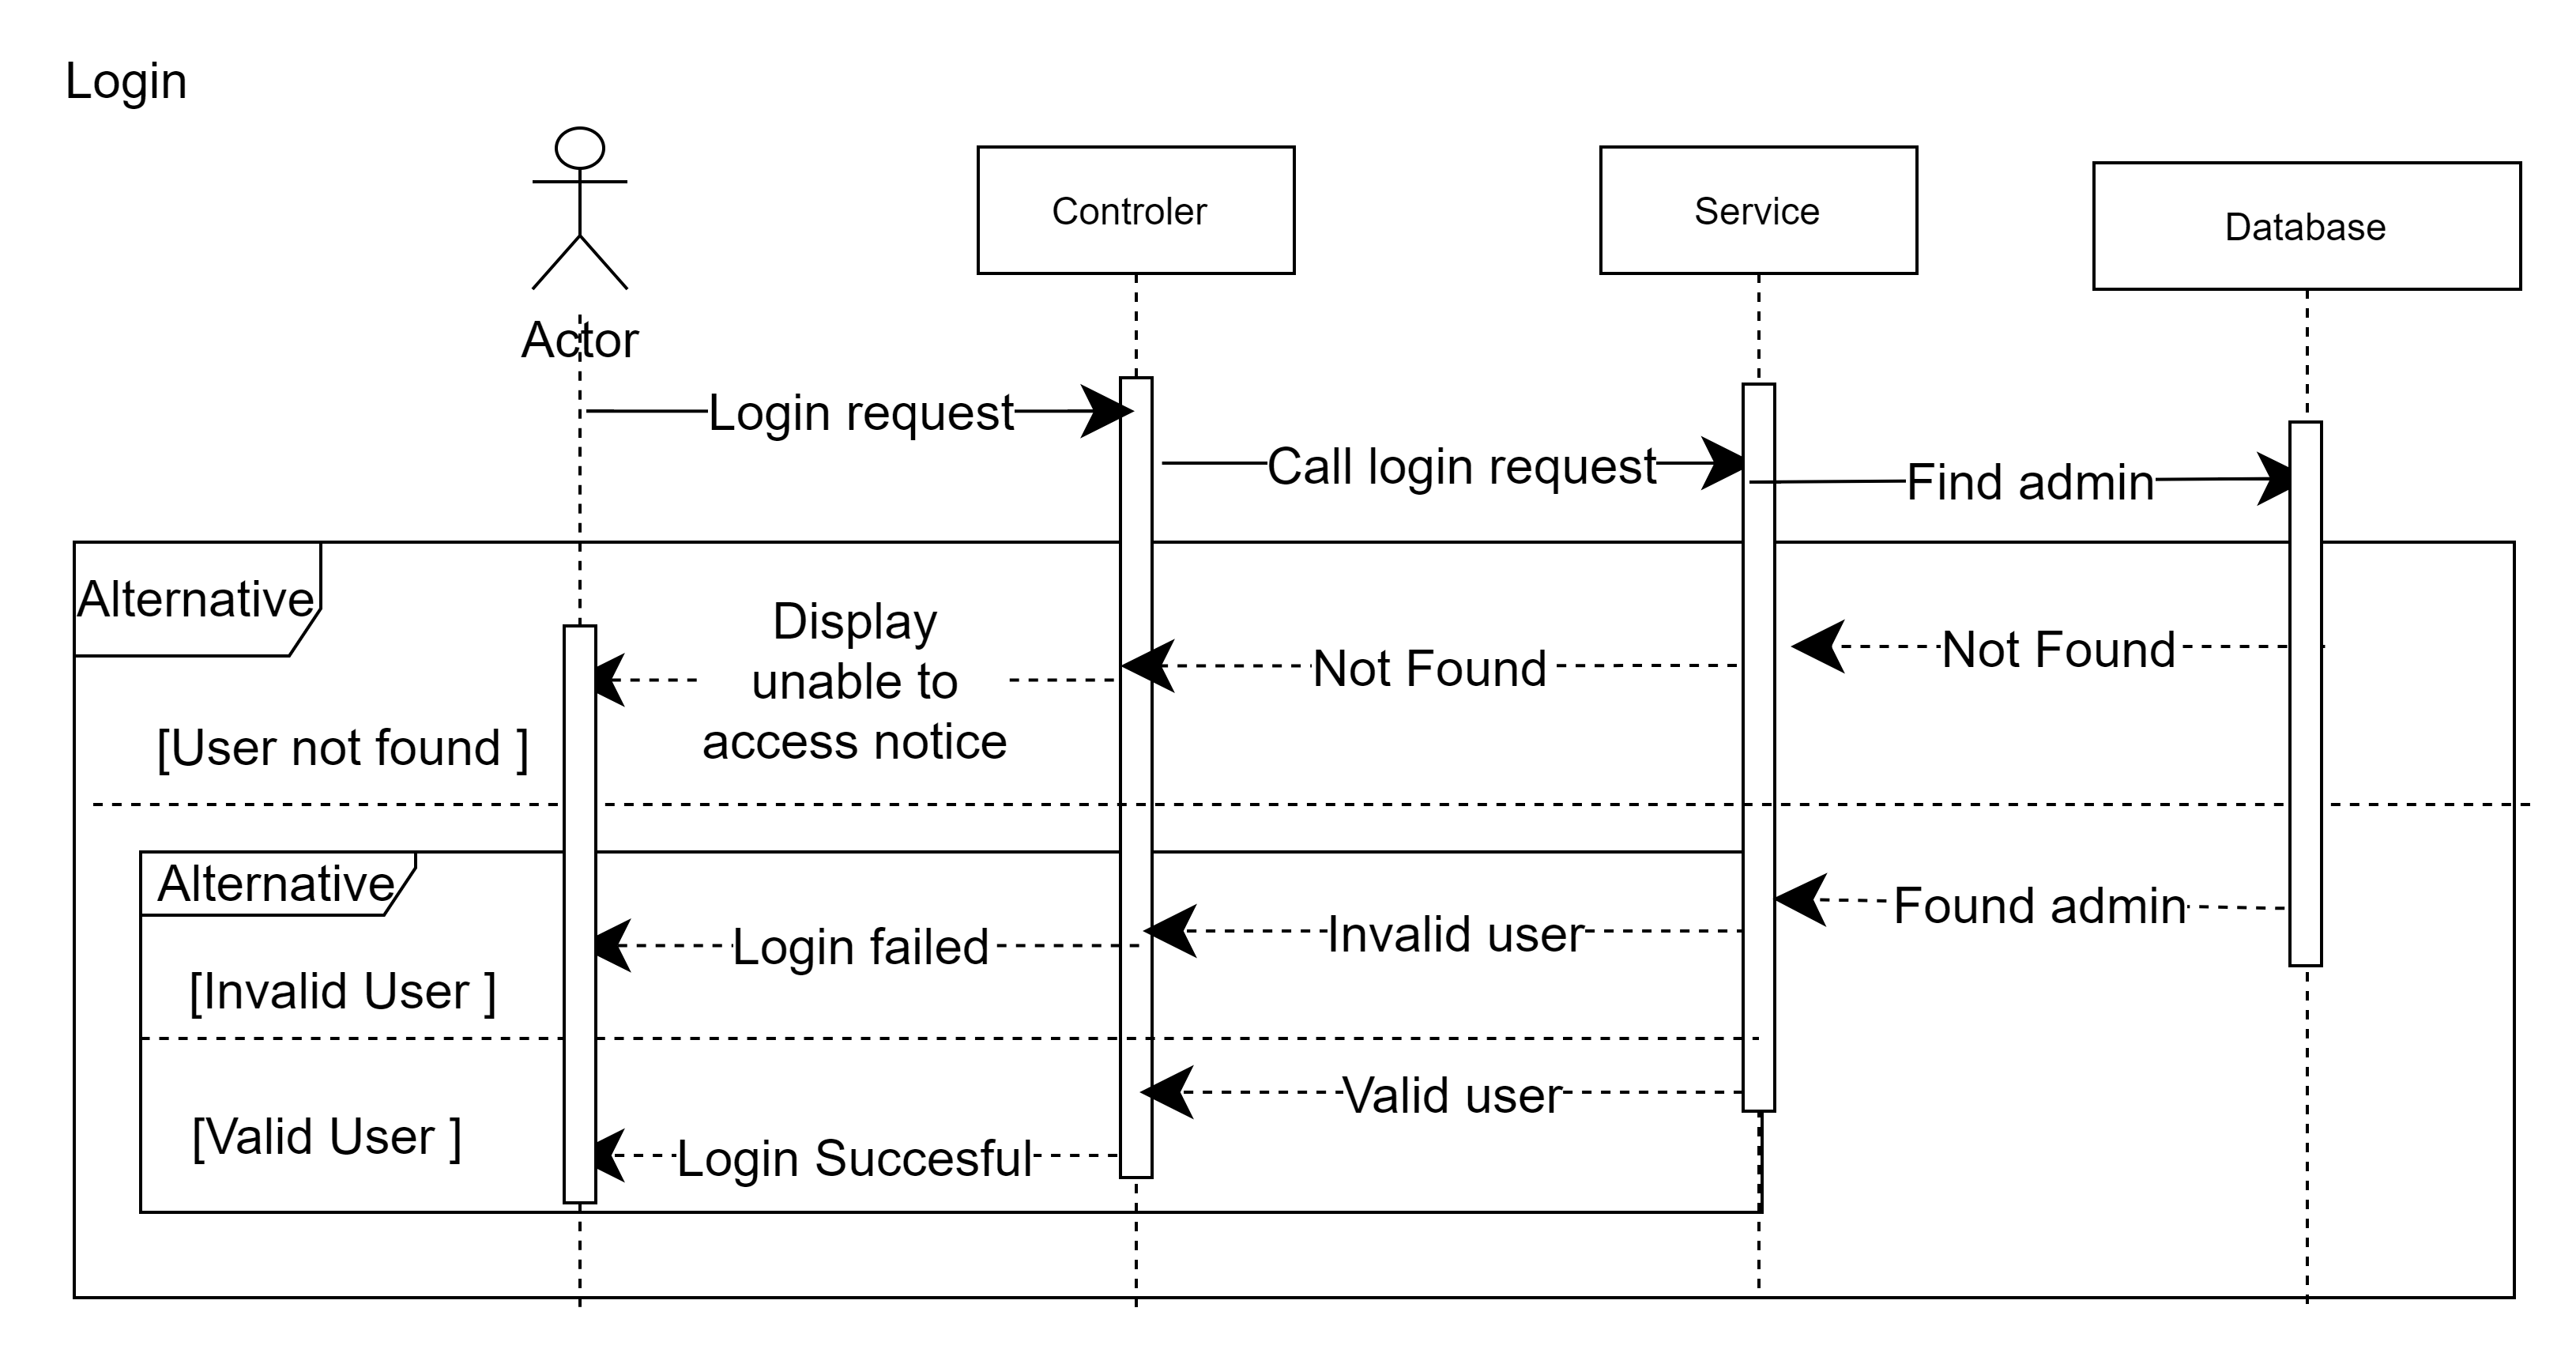 Login
Actor
Controler
Service
Database
Login request
Call login request
Find admin
Alternative
Display
unable to
access notice
Not Found
Not Found
[User not found ]
Alternative
Login failed
Invalid user
Found admin
[Invalid User ]
Valid user
[Valid User ]
Login Succesful